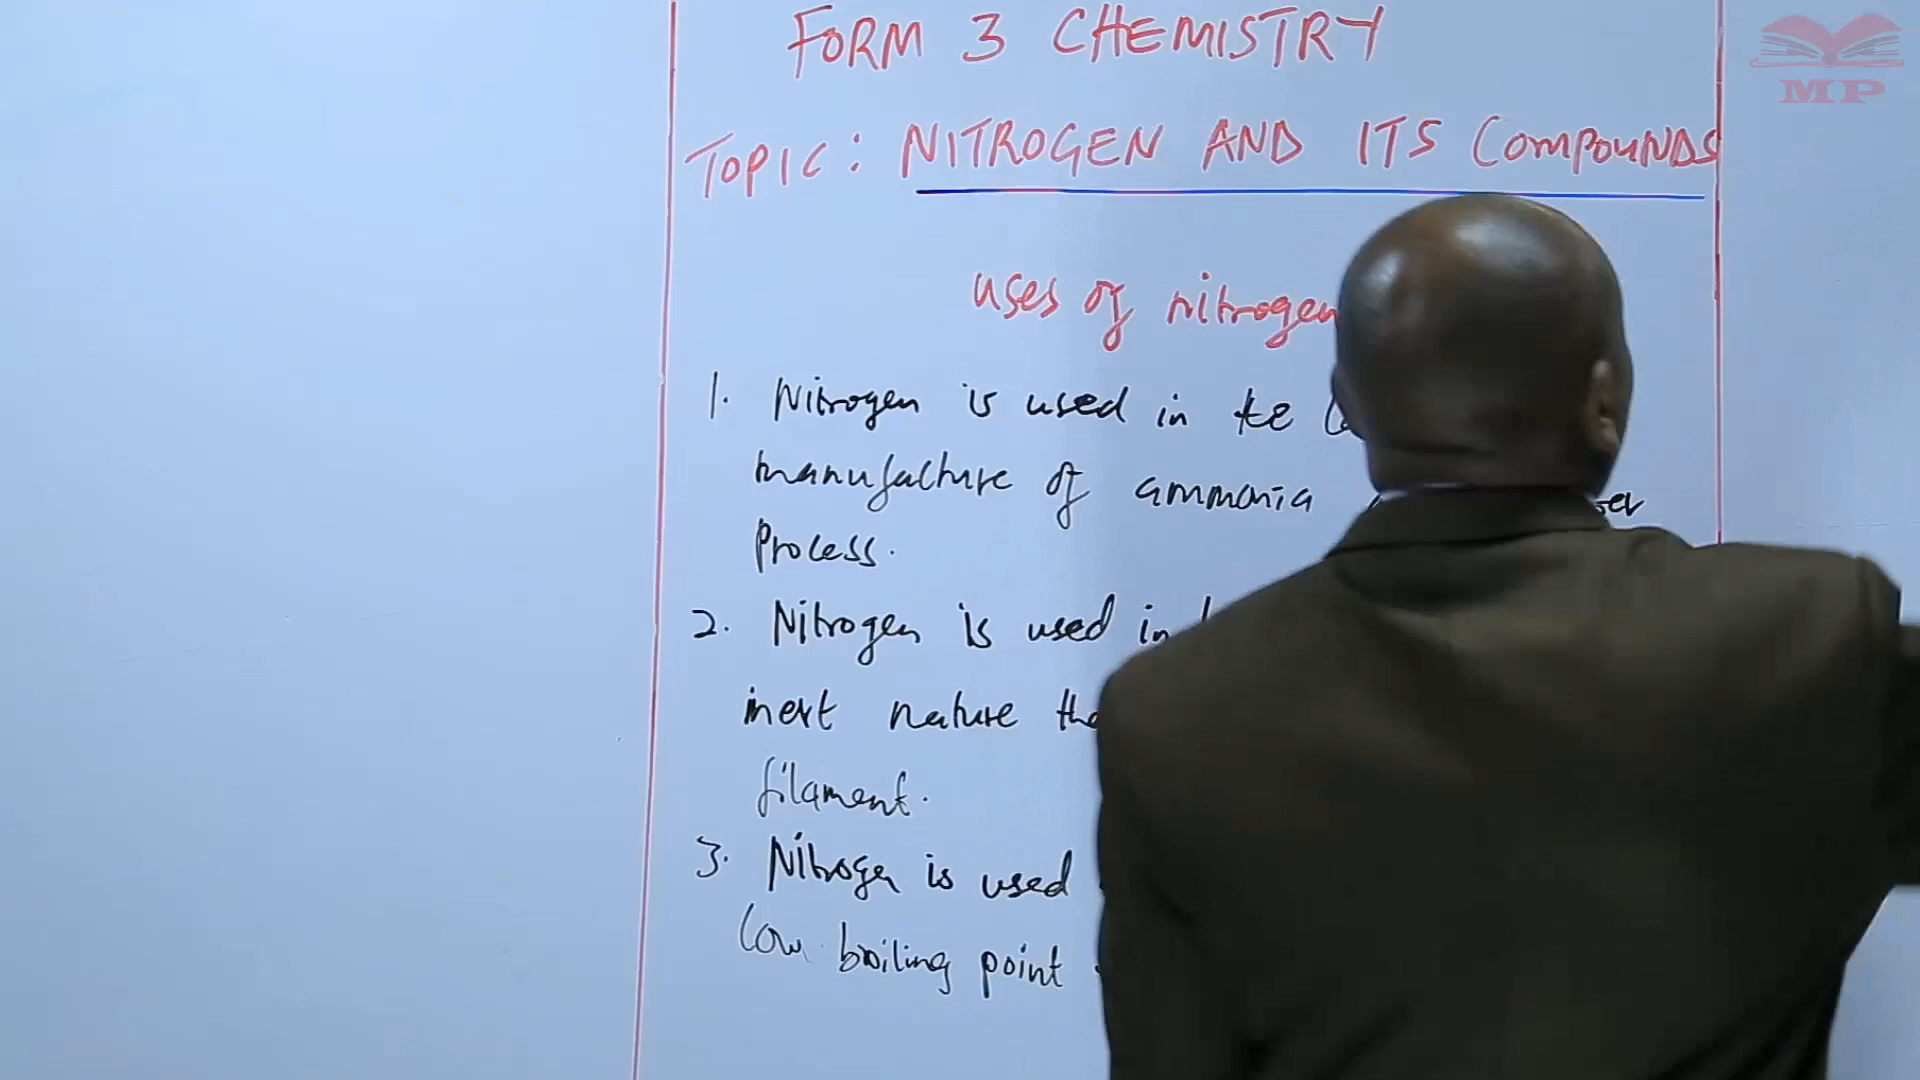 FORM 3 CHEMISTRY
MP
TOPIC: NITROGEN AND ITS COMPOUNDS
uses of nitrogen
1. Nitrogen is used in the
manufacture of ammonia
process.
2. Nitrogen is used in
inert nature
filament.
3. Nitrogen is used
low boiling point